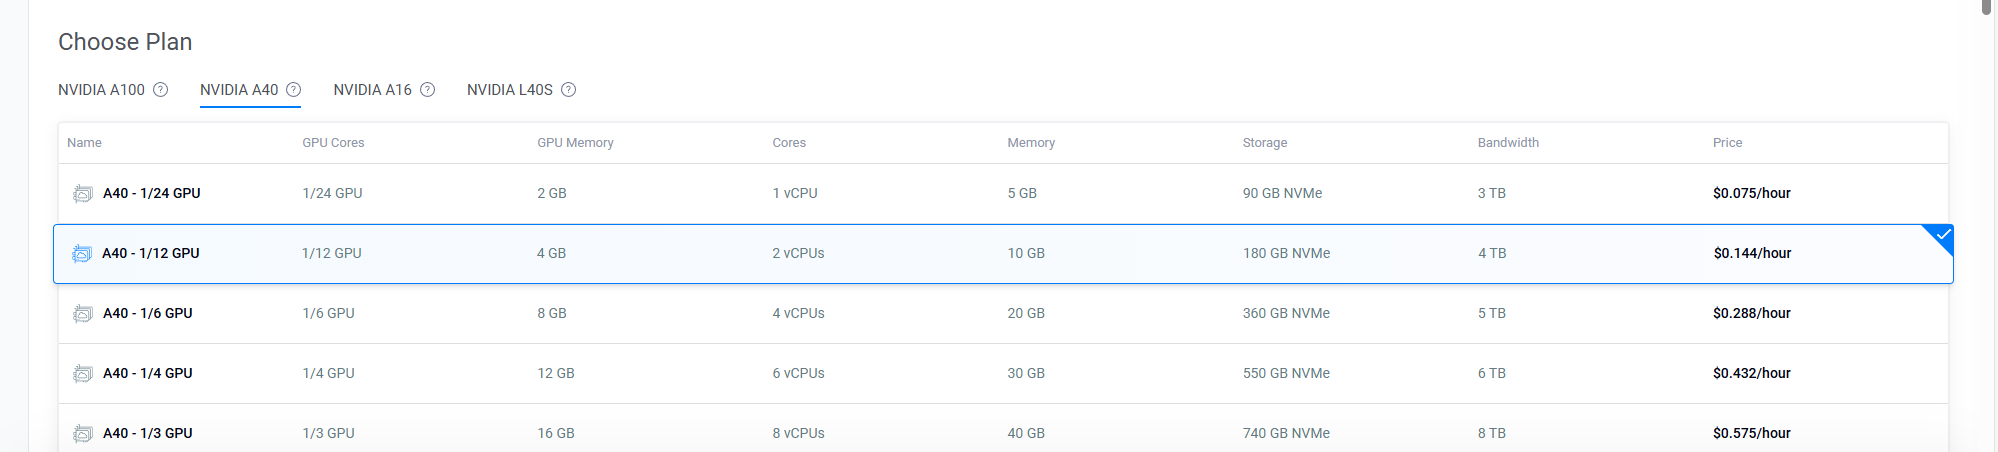 Choose Plan
NVIDIA A100 ? NVIDIA A40 ? NVIDIA A16 ? NVIDIA L40S ?
Name GPU Cores GPU Memory Cores Memory Storage Bandwidth Price
A40 - 1/24 GPU 1/24 GPU 2 GB 1 vCPU 5 GB 90 GB NVMe 3 TB $0.075/hour
A40 - 1/12 GPU 1/12 GPU 4 GB 2 vCPUs 10 GB 180 GB NVMe 4 TB $0.144/hour
A40 - 1/6 GPU 1/6 GPU 8 GB 4 vCPUs 20 GB 360 GB NVMe 5 TB $0.288/hour
A40 - 1/4 GPU 1/4 GPU 12 GB 6 vCPUs 30 GB 550 GB NVMe 6 TB $0.432/hour
A40 - 1/3 GPU 1/3 GPU 16 GB 8 vCPUs 40 GB 740 GB NVMe 8 TB $0.575/hour